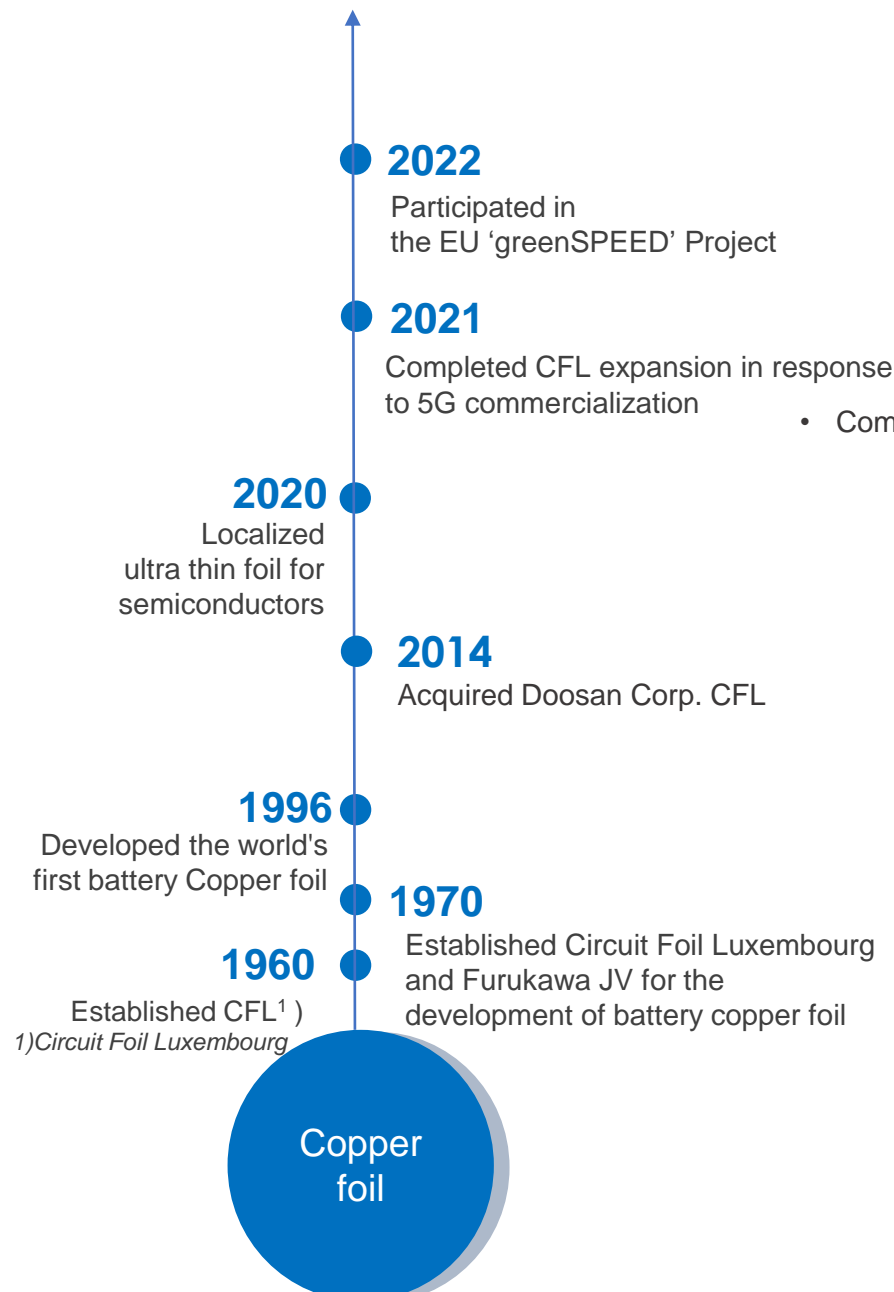 2022
Participated in
the EU ‘greenSPEED’ Project
2021
Completed CFL expansion in response
to 5G commercialization
• Com
2020
Localized
ultra thin foil for
semiconductors
2014
Acquired Doosan Corp. CFL
1996
Developed the world's
first battery Copper foil
1970
Established Circuit Foil Luxembourg
and Furukawa JV for the
development of battery copper foil
1960
Established CFL¹ )
1)Circuit Foil Luxembourg
Copper
foil